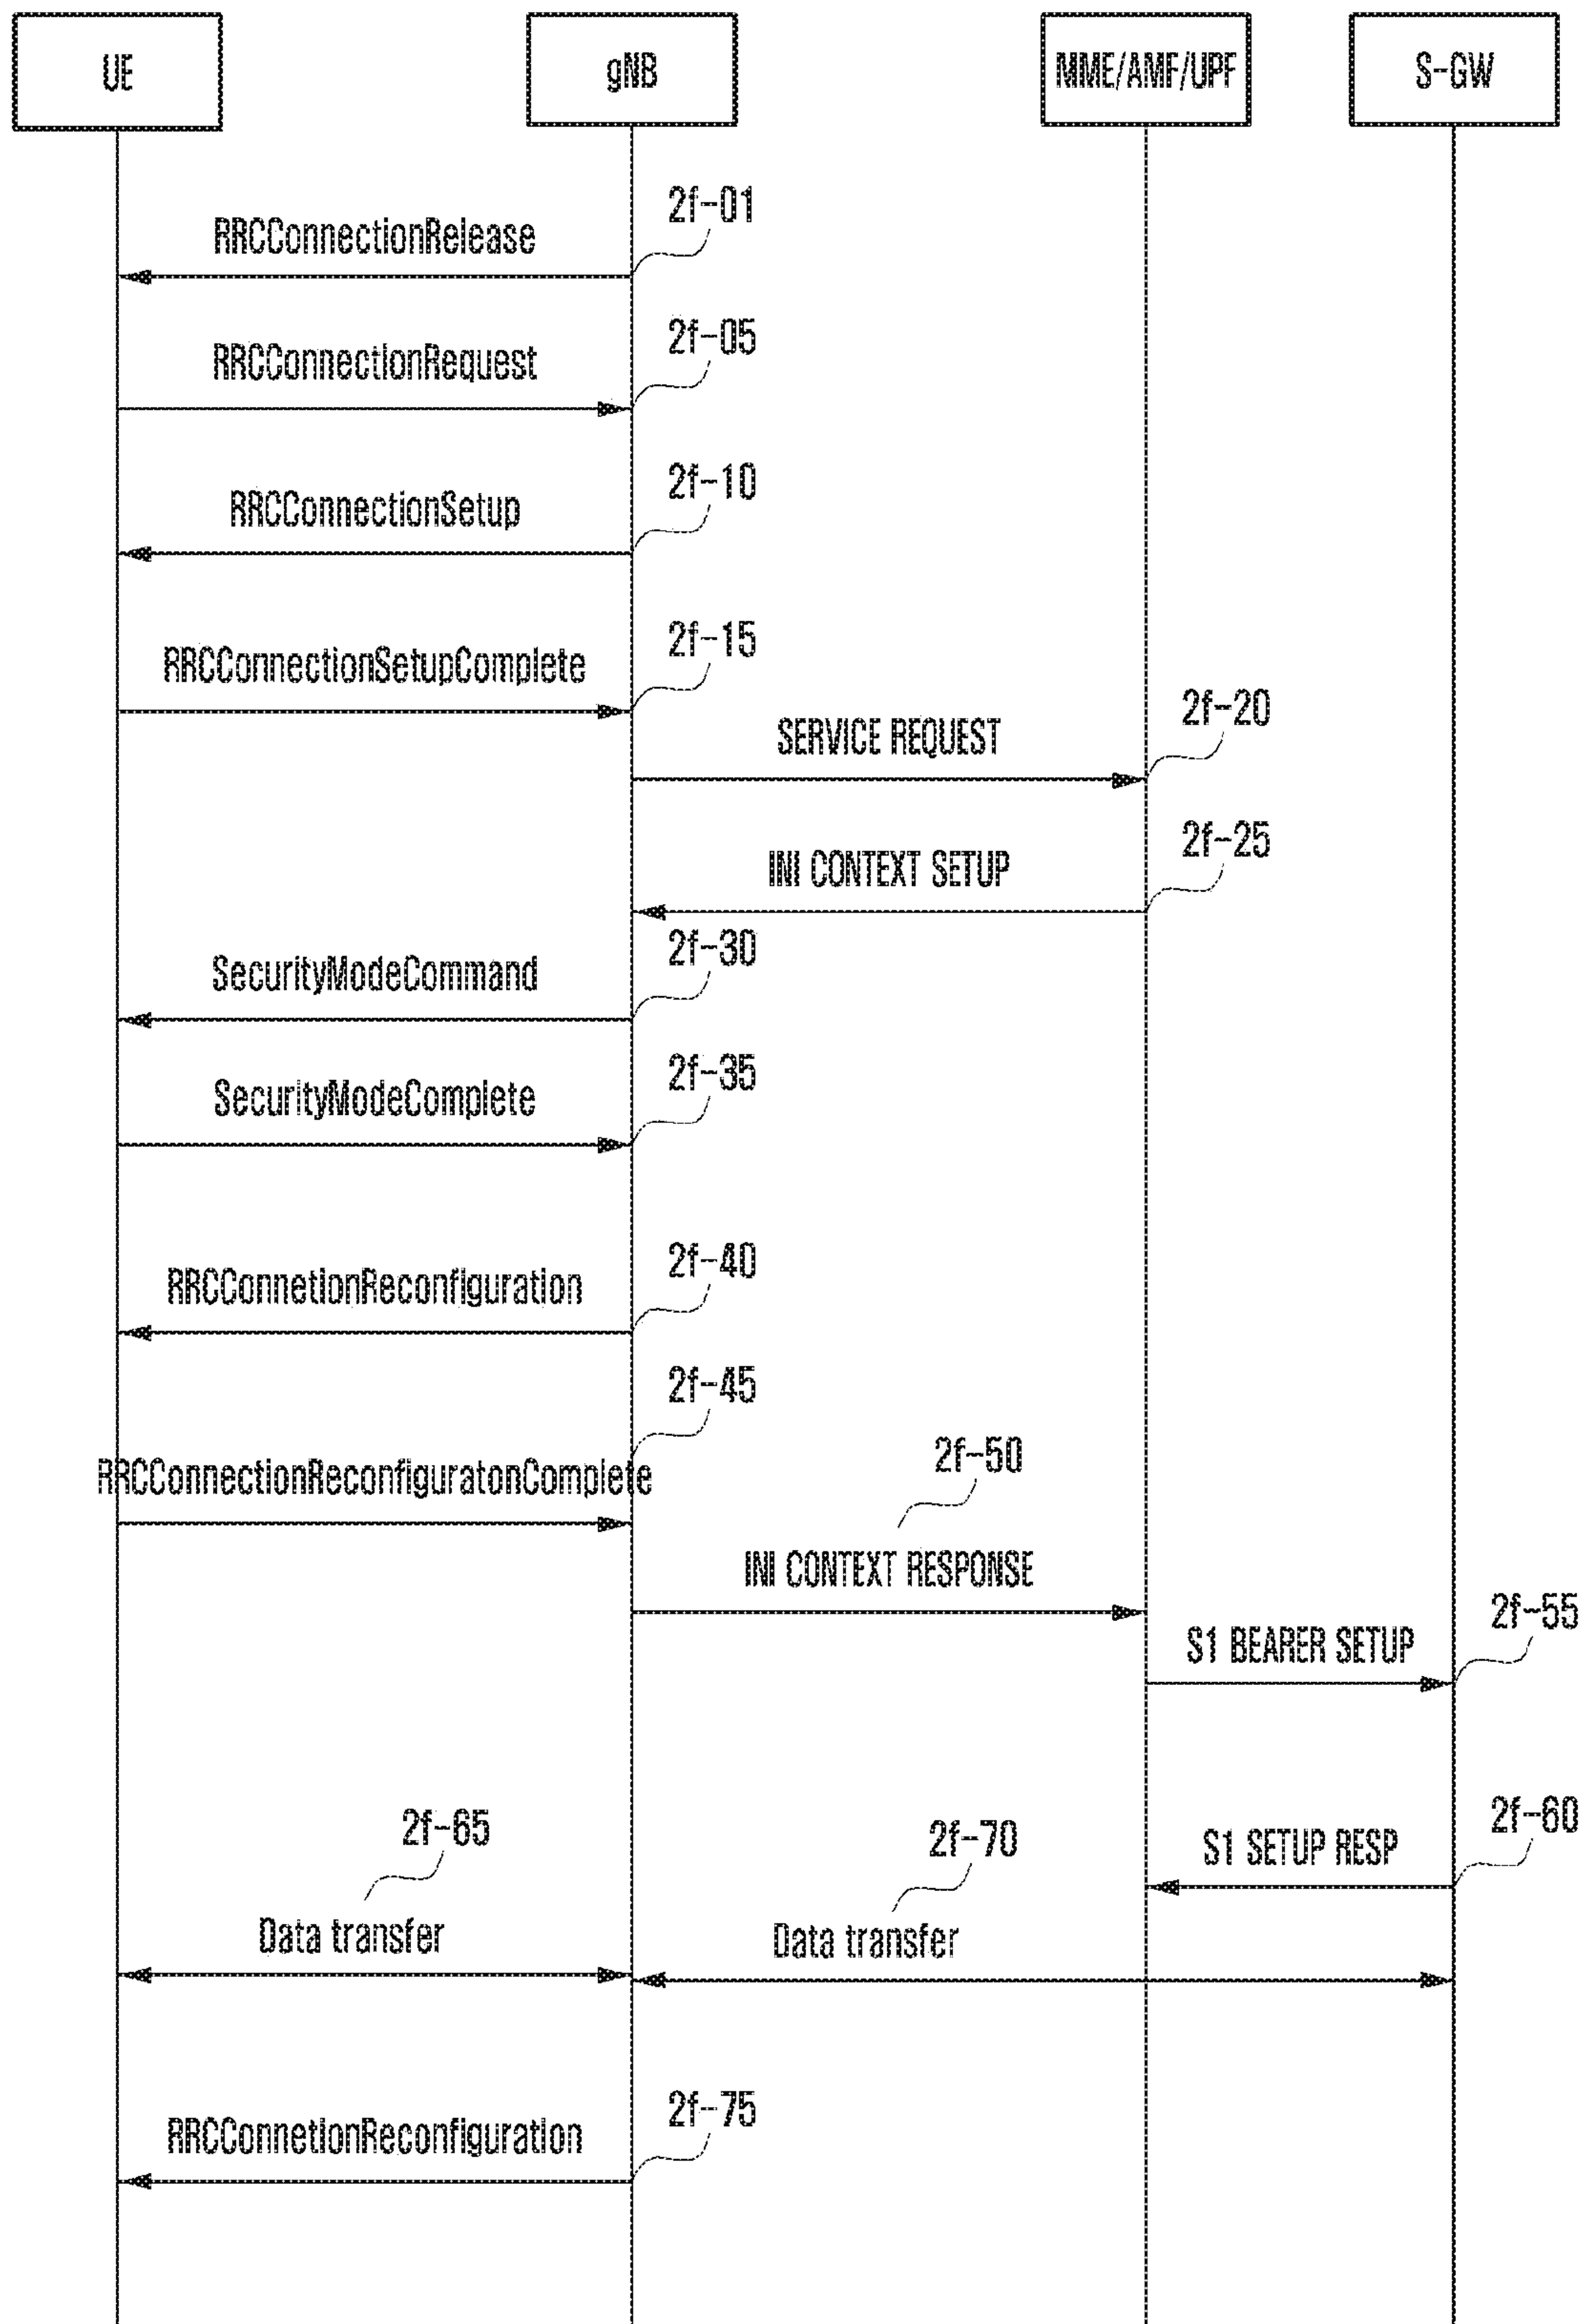 UE
gNB
MME/AMF/UPF
S-GW
2f-01
RRCConnectionRelease
2f-05
RRCConnectionRequest
2f-10
RRCConnectionSetup
2f-15
RRCConnectionSetupComplete
2f-20
SERVICE REQUEST
2f-25
INI CONTEXT SETUP
2f-30
SecurityModeCommand
2f-35
SecurityModeComplete
2f-40
RRCConnetionReconfiguration
2f-45
RRCConnectionReconfiguratonComplete
2f-50
INI CONTEXT RESPONSE
2f-55
S1 BEARER SETUP
2f-60
S1 SETUP RESP
2f-65
Data transfer
2f-70
Data transfer
2f-75
RRCConnetionReconfiguration